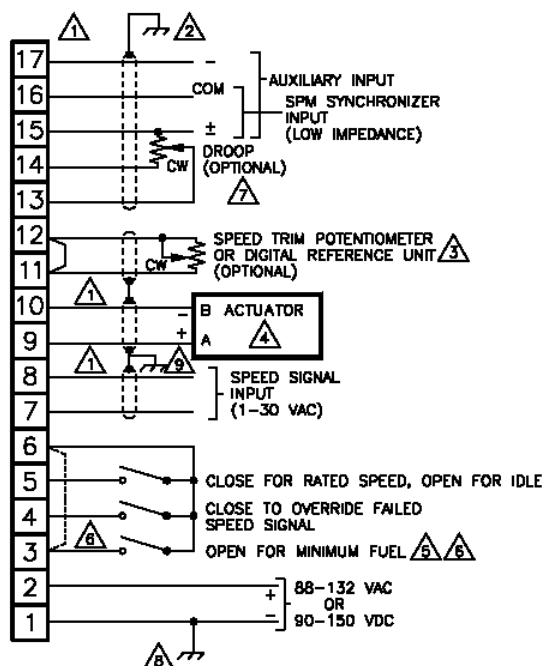 1 2
17 -
AUXILIARY INPUT
16 COM
SPM SYNCHRONIZER
INPUT
(LOW IMPEDANCE)
15 ±
DROOP
(OPTIONAL)
CW
14
7
13
12
SPEED TRIM POTENTIOMETER
OR DIGITAL REFERENCE UNIT 3
(OPTIONAL)
CW
11
1
10 - B ACTUATOR
4
9 + A
1 9
8 SPEED SIGNAL
INPUT
7 (1-30 VAC)
6
5 CLOSE FOR RATED SPEED, OPEN FOR IDLE
4 CLOSE TO OVERRIDE FAILED
SPEED SIGNAL
6
3 OPEN FOR MINIMUM FUEL 5 6
2 88-132 VAC
+ OR
1 - 90-150 VDC
8